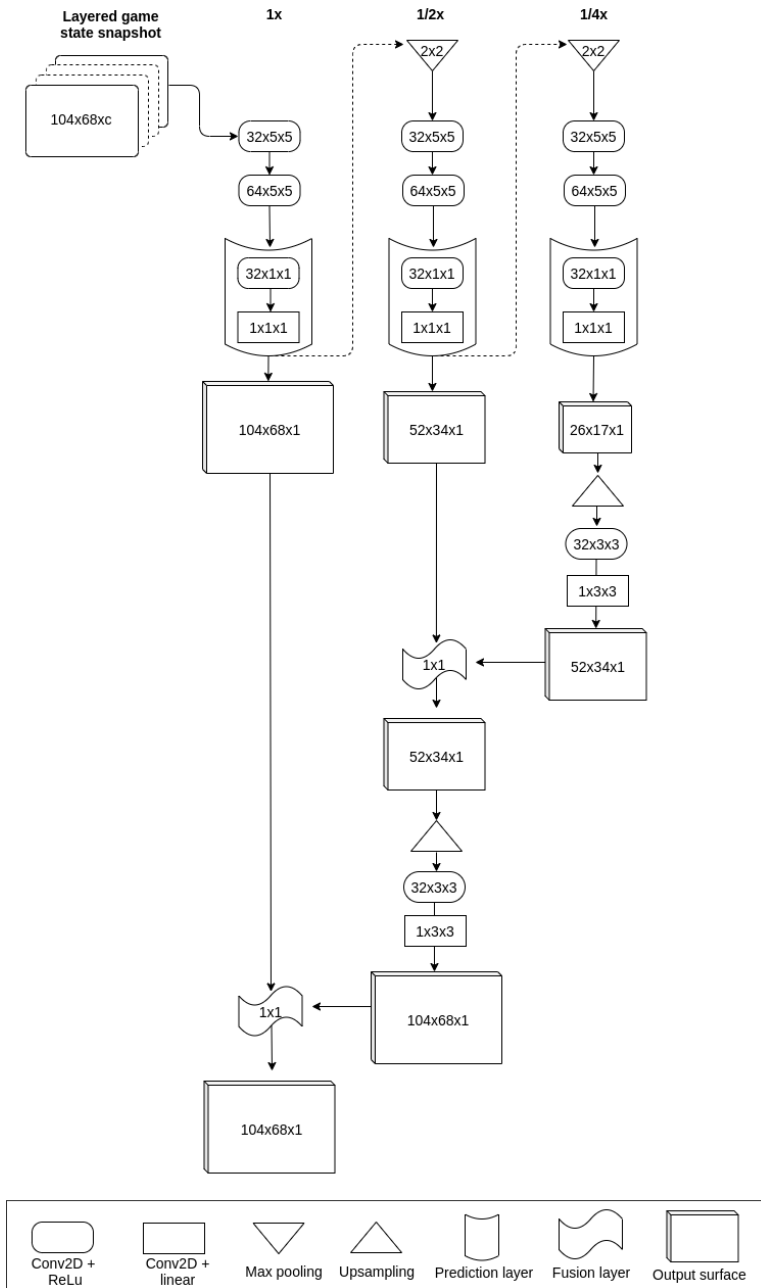 Layered game
state snapshot
1x
1/2x
1/4x
2x2
2x2
104x68xc
32x5x5
32x5x5
32x5x5
64x5x5
64x5x5
64x5x5
32x1x1
32x1x1
32x1x1
1x1x1
1x1x1
1x1x1
104x68x1
52x34x1
26x17x1
32x3x3
1x3x3
1x1
52x34x1
52x34x1
32x3x3
1x3x3
1x1
104x68x1
104x68x1
Conv2D +
ReLu
Conv2D +
linear
Max pooling
Upsampling
Prediction layer
Fusion layer
Output surface